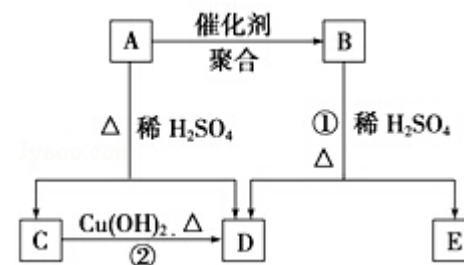 A 催化剂 B
聚合
△ 稀 H₂SO₄ ① 稀 H₂SO₄
△
C Cu(OH)₂、△ D E
②